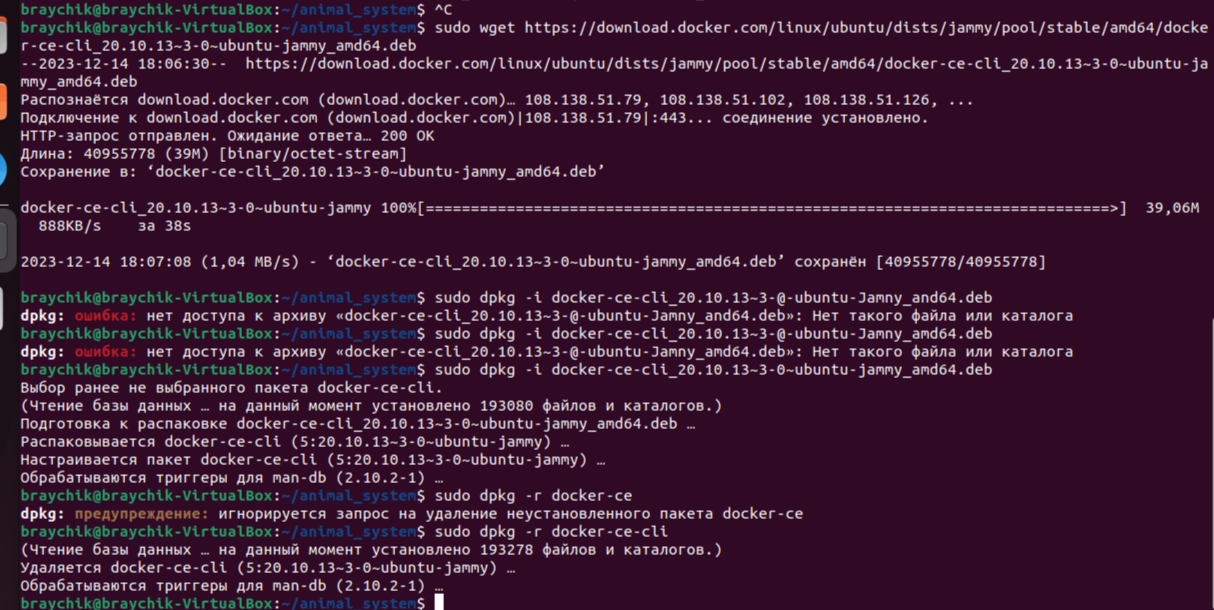 braychik@braychik-VirtualBox:~/animal_system$ ^C
braychik@braychik-VirtualBox:~/animal_system$ sudo wget https://download.docker.com/linux/ubuntu/dists/jammy/pool/stable/amd64/docke
r-ce-cli_20.10.13~3-0~ubuntu-jammy_amd64.deb
--2023-12-14 18:06:30--  https://download.docker.com/linux/ubuntu/dists/jammy/pool/stable/amd64/docker-ce-cli_20.10.13~3-0~ubuntu-ja
mmy_amd64.deb
Распознаётся download.docker.com (download.docker.com)… 108.138.51.79, 108.138.51.102, 108.138.51.126, ...
Подключение к download.docker.com (download.docker.com)|108.138.51.79|:443... соединение установлено.
HTTP-запрос отправлен. Ожидание ответа… 200 OK
Длина: 40955778 (39M) [binary/octet-stream]
Сохранение в: ‘docker-ce-cli_20.10.13~3-0~ubuntu-jammy_amd64.deb’
docker-ce-cli_20.10.13~3-0~ubuntu-jammy 100%[============================================================================>]  39,06M
888KB/s    за 38s
2023-12-14 18:07:08 (1,04 MB/s) - ‘docker-ce-cli_20.10.13~3-0~ubuntu-jammy_amd64.deb’ сохранён [40955778/40955778]
braychik@braychik-VirtualBox:~/animal_system$ sudo dpkg -i docker-ce-cli_20.10.13~3-@-ubuntu-Jamny_and64.deb
dpkg: ошибка: нет доступа к архиву «docker-ce-cli_20.10.13~3-@-ubuntu-Jamny_and64.deb»: Нет такого файла или каталога
braychik@braychik-VirtualBox:~/animal_system$ sudo dpkg -i docker-ce-cli_20.10.13~3-@-ubuntu-Jamny_amd64.deb
dpkg: ошибка: нет доступа к архиву «docker-ce-cli_20.10.13~3-@-ubuntu-Jamny_amd64.deb»: Нет такого файла или каталога
braychik@braychik-VirtualBox:~/animal_system$ sudo dpkg -i docker-ce-cli_20.10.13~3-0~ubuntu-jammy_amd64.deb
Выбор ранее не выбранного пакета docker-ce-cli.
(Чтение базы данных … на данный момент установлено 193080 файлов и каталогов.)
Подготовка к распаковке docker-ce-cli_20.10.13~3-0~ubuntu-jammy_amd64.deb …
Распаковывается docker-ce-cli (5:20.10.13~3-0~ubuntu-jammy) …
Настраивается пакет docker-ce-cli (5:20.10.13~3-0~ubuntu-jammy) …
Обрабатываются триггеры для man-db (2.10.2-1) …
braychik@braychik-VirtualBox:~/animal_system$ sudo dpkg -r docker-ce
dpkg: предупреждение: игнорируется запрос на удаление неустановленного пакета docker-ce
braychik@braychik-VirtualBox:~/animal_system$ sudo dpkg -r docker-ce-cli
(Чтение базы данных … на данный момент установлено 193278 файлов и каталогов.)
Удаляется docker-ce-cli (5:20.10.13~3-0~ubuntu-jammy) …
Обрабатываются триггеры для man-db (2.10.2-1) …
braychik@braychik-VirtualBox:~/animal_system$